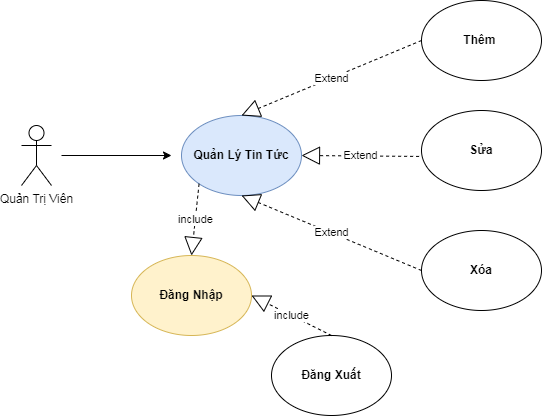 Thêm
Extend
Quản Lý Tin Tức
Extend
Sửa
Quản Trị Viên
include
Extend
Xóa
Đăng Nhập
include
Đăng Xuất